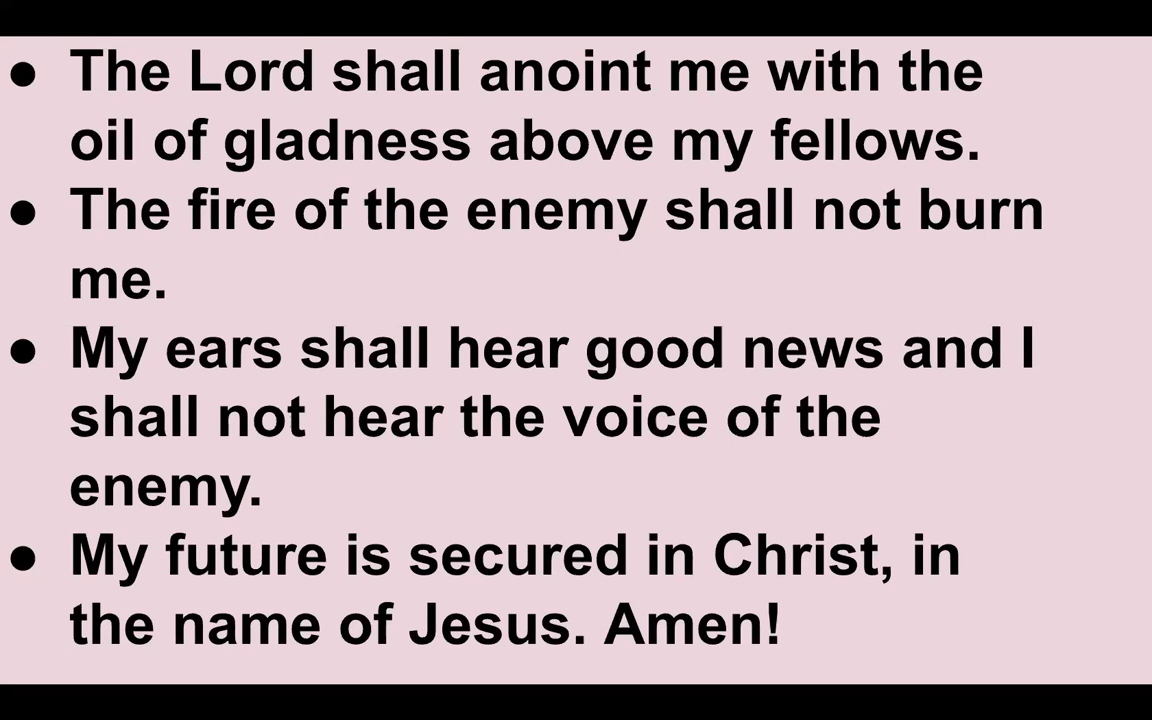 ● The Lord shall anoint me with the
oil of gladness above my fellows.
● The fire of the enemy shall not burn
me.
● My ears shall hear good news and I
shall not hear the voice of the
enemy.
● My future is secured in Christ, in
the name of Jesus. Amen!